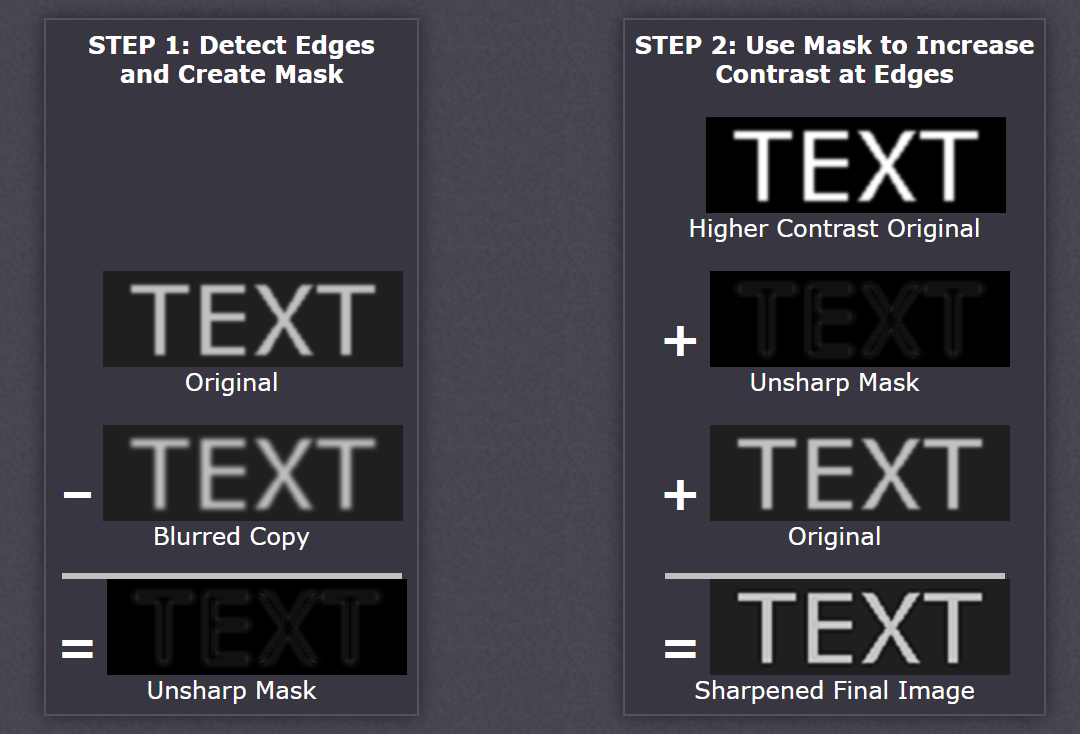 STEP 1: Detect Edges
and Create Mask
TEXT
Original
−
TEXT
Blurred Copy
=
TEXT
Unsharp Mask
STEP 2: Use Mask to Increase
Contrast at Edges
TEXT
Higher Contrast Original
+
TEXT
Unsharp Mask
+
TEXT
Original
=
TEXT
Sharpened Final Image